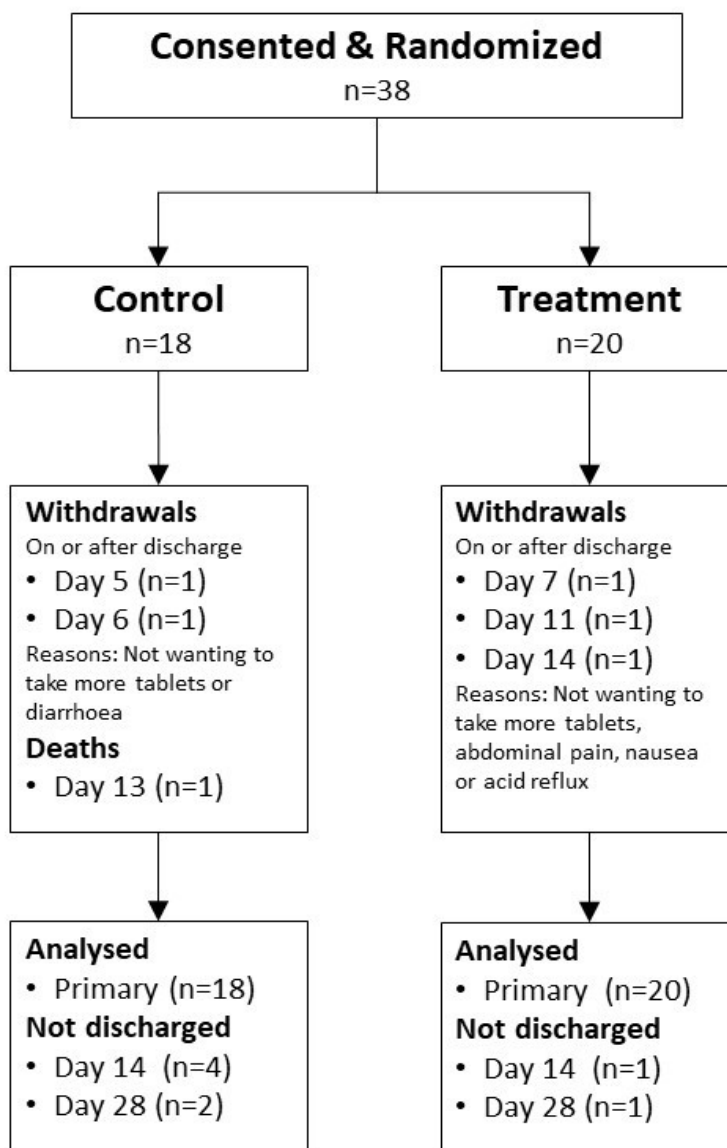 Consented & Randomized
n=38
Control
n=18
Treatment
n=20
Withdrawals
On or after discharge
• Day 5 (n=1)
• Day 6 (n=1)
Reasons: Not wanting to
take more tablets or
diarrhoea
Deaths
• Day 13 (n=1)
Withdrawals
On or after discharge
• Day 7 (n=1)
• Day 11 (n=1)
• Day 14 (n=1)
Reasons: Not wanting to
take more tablets,
abdominal pain, nausea
or acid reflux
Analysed
• Primary (n=18)
Not discharged
• Day 14 (n=4)
• Day 28 (n=2)
Analysed
• Primary (n=20)
Not discharged
• Day 14 (n=1)
• Day 28 (n=1)